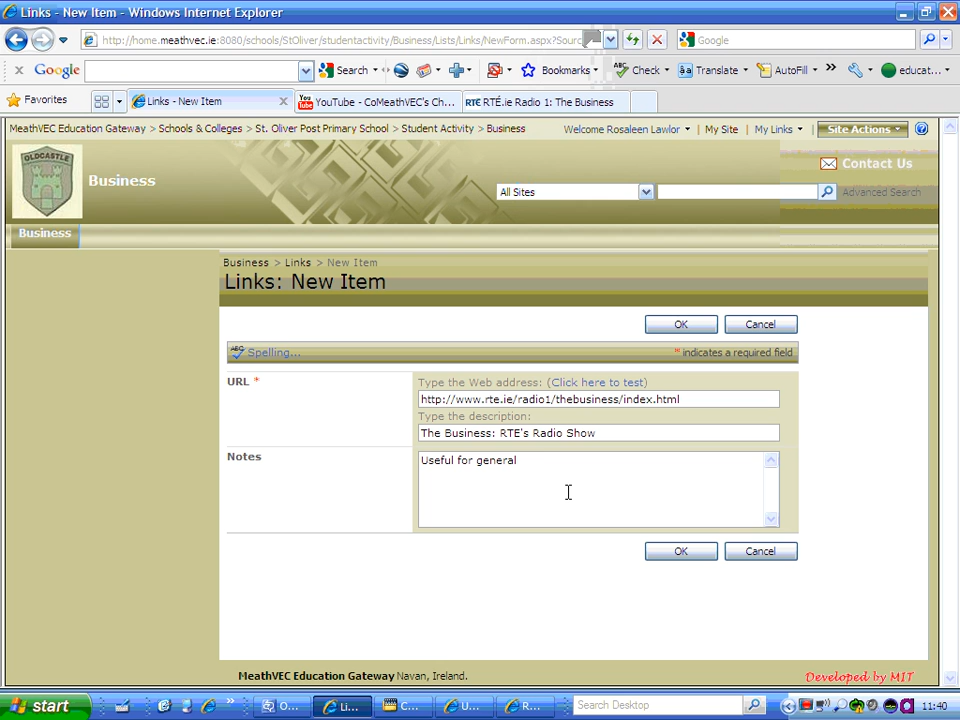 Links - New Item - Windows Internet Explorer
http://home.meathvec.ie:8080/schools/StOliver/studentactivity/Business/Lists/Links/NewForm.aspx?Sourc
Google
Google
Search
Bookmarks
Check
Translate
AutoFill
educat...
Favorites
Links - New Item
YouTube - CoMeathVEC's Ch...
RTÉ.ie Radio 1: The Business
MeathVEC Education Gateway > Schools & Colleges > St. Oliver Post Primary School > Student Activity > Business
Welcome Rosaleen Lawlor
My Site
My Links
Site Actions
OLDCASTLE
Business
Contact Us
All Sites
Advanced Search
Business
Business > Links > New Item
Links: New Item
OK
Cancel
ABC Spelling...
* indicates a required field
URL *
Type the Web address: (Click here to test)
http://www.rte.ie/radio1/thebusiness/index.html
Type the description:
The Business: RTE's Radio Show
Notes
Useful for general
OK
Cancel
MeathVEC Education Gateway Navan, Ireland.
Developed by MIT
start
O...
Li...
C...
U...
R...
Search Desktop
11:40